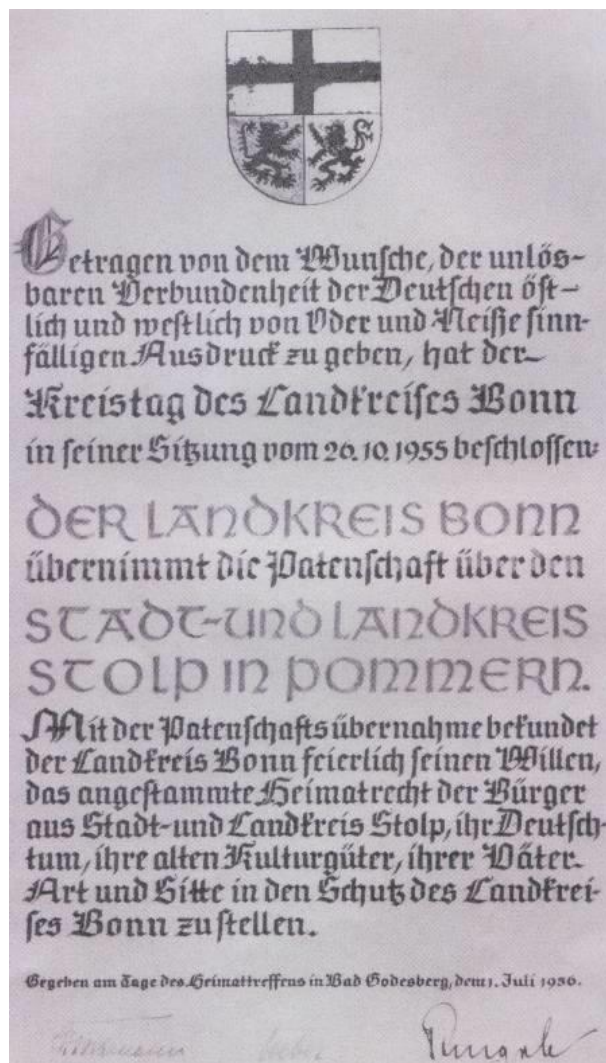 Getragen von dem Wunsche, der unlös-
baren Verbundenheit der Deutschen öst-
lich und westlich von Oder und Neiße sinn-
fälligen Ausdruck zu geben, hat der
Kreistag des Landkreises Bonn
in seiner Sitzung vom 26.10.1955 beschlossen:
DER LANDKREIS BONN
übernimmt die Patenschaft über den
STADT-UND LANDKREIS
STOLP IN POMMERN.
Mit der Patenschaftsübernahme bekundet
der Landkreis Bonn feierlich seinen Willen,
das angestammte Heimatrecht der Bürger
aus Stadt-und Landkreis Stolp, ihr Deutsch-
tum, ihre alten Kulturgüter, ihrer Väter
Art und Sitte in den Schutz des Landkrei-
ses Bonn zu stellen.
Gegeben am Tage des Heimattreffens in Bad Godesberg, dem 1. Juli 1956.